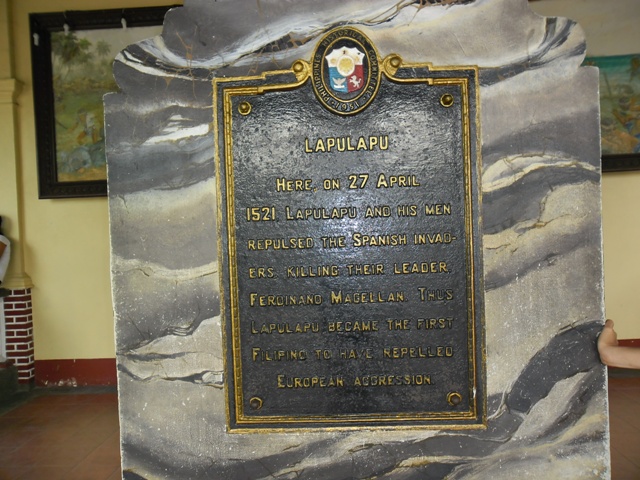 LAPULAPU
HERE, ON 27 APRIL
1521 LAPULAPU AND HIS MEN
REPULSED THE SPANISH INVAD-
ERS, KILLING THEIR LEADER,
FERDINAND MAGELLAN. THUS
LAPULAPU BECAME THE FIRST
FILIPINO TO HAVE REPELLED
EUROPEAN AGGRESSION.